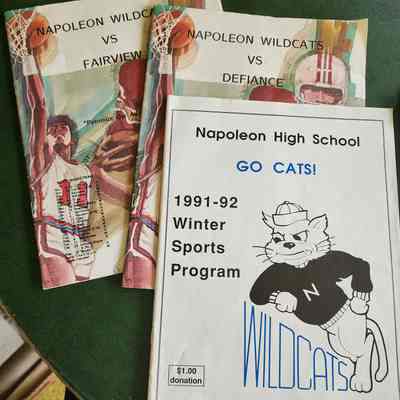 NAPOLEON WILDCATS
VS
FAIRVIEW
NAPOLEON WILDCATS
VS
DEFIANCE
11
Napoleon High School
GO CATS!
1991-92
Winter
Sports
Program
N
WILDCATS
$1.00
donation